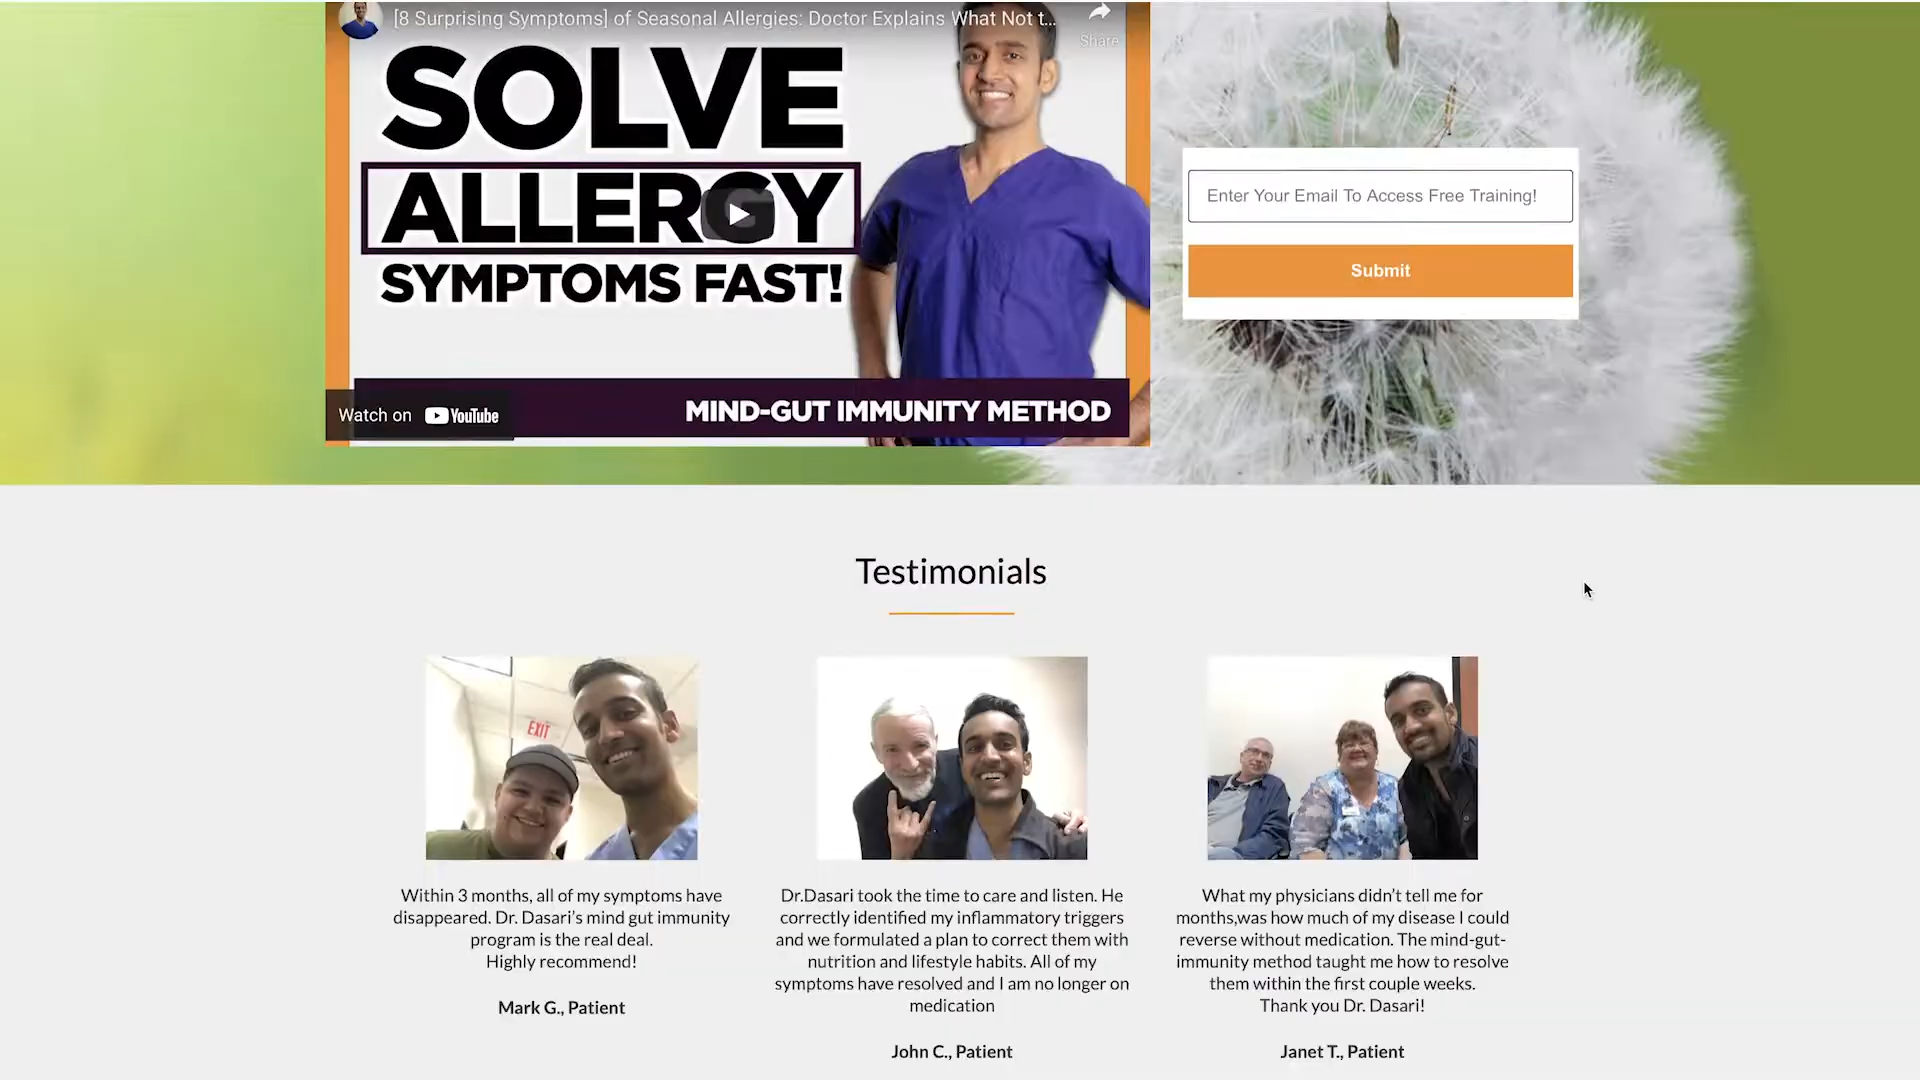 [8 Surprising Symptoms] of Seasonal Allergies: Doctor Explains What Not t...
Share
SOLVE
ALLERGY
SYMPTOMS FAST!
Watch on YouTube
MIND-GUT IMMUNITY METHOD
Enter Your Email To Access Free Training!
Submit
Testimonials
EXIT
Within 3 months, all of my symptoms have
disappeared. Dr. Dasari’s mind gut immunity
program is the real deal.
Highly recommend!
Mark G., Patient
Dr.Dasari took the time to care and listen. He
correctly identified my inflammatory triggers
and we formulated a plan to correct them with
nutrition and lifestyle habits. All of my
symptoms have resolved and I am no longer on
medication
John C., Patient
What my physicians didn’t tell me for
months,was how much of my disease I could
reverse without medication. The mind-gut-
immunity method taught me how to resolve
them within the first couple weeks.
Thank you Dr. Dasari!
Janet T., Patient